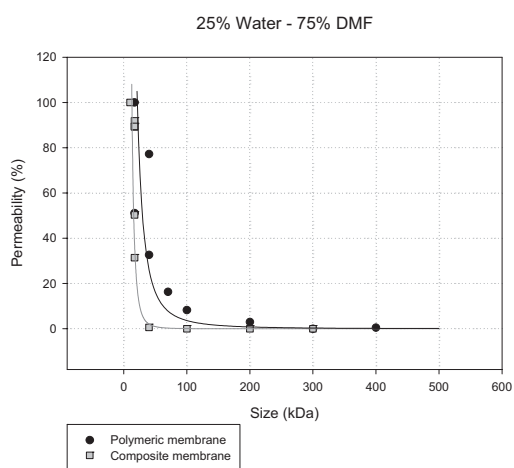 25% Water - 75% DMF
120
100
80
60
40
20
0
Permeability (%)
0 100 200 300 400 500 600
Size (kDa)
Polymeric membrane
Composite membrane